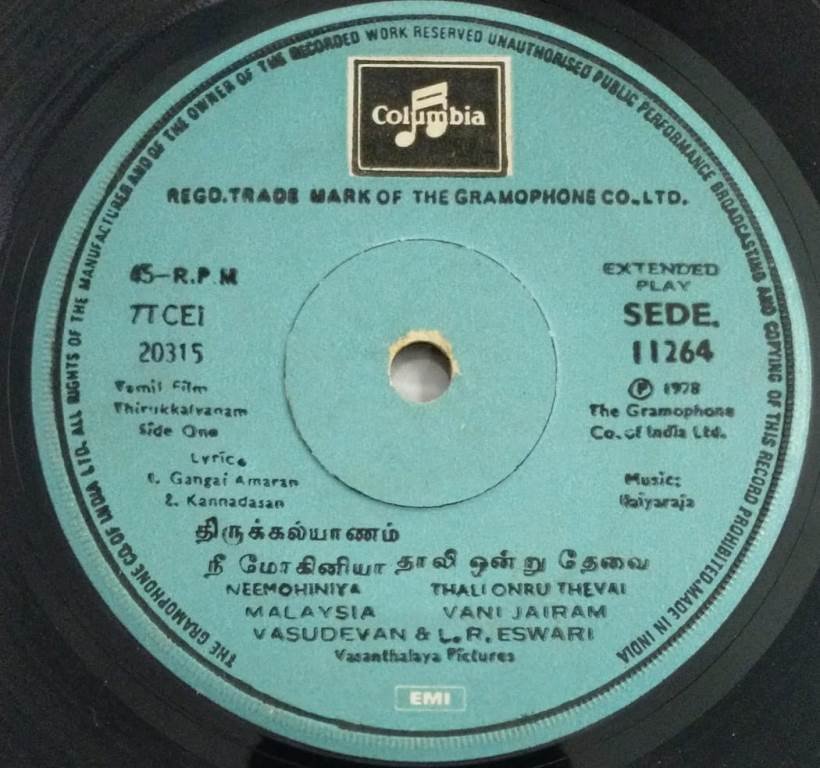 THE GRAMOPHONE CO. OF INDIA LTD. ALL RIGHTS OF THE MANUFACTURER AND OF THE OWNER OF THE RECORDED WORK RESERVED UNAUTHORISED PUBLIC PERFORMANCE BROADCASTING AND COPYING OF THIS RECORD PROHIBITED. MADE IN INDIA
Columbia
REGD. TRADE MARK OF THE GRAMOPHONE CO. LTD.
45-R.P.M
EXTENDED PLAY
7TCEI
20315
SEDE.
11264
Tamil Film
Thirukkalyanam
Side One
Ⓟ 1978
The Gramophone
Co. of India Ltd.
Lyric.
1. Gangai Amaran
2. Kannadasan
Music:
Ilaiyaraja
திருக்கல்யாணம்
நீ மோகினியா தாலி ஒன்று தேவை
NEEMOHINIYA THALI ONRU THEVAI
MALAYSIA VANI JAIRAM
VASUDEVAN & L. R. ESWARI
Vasanthalaya Pictures
EMI